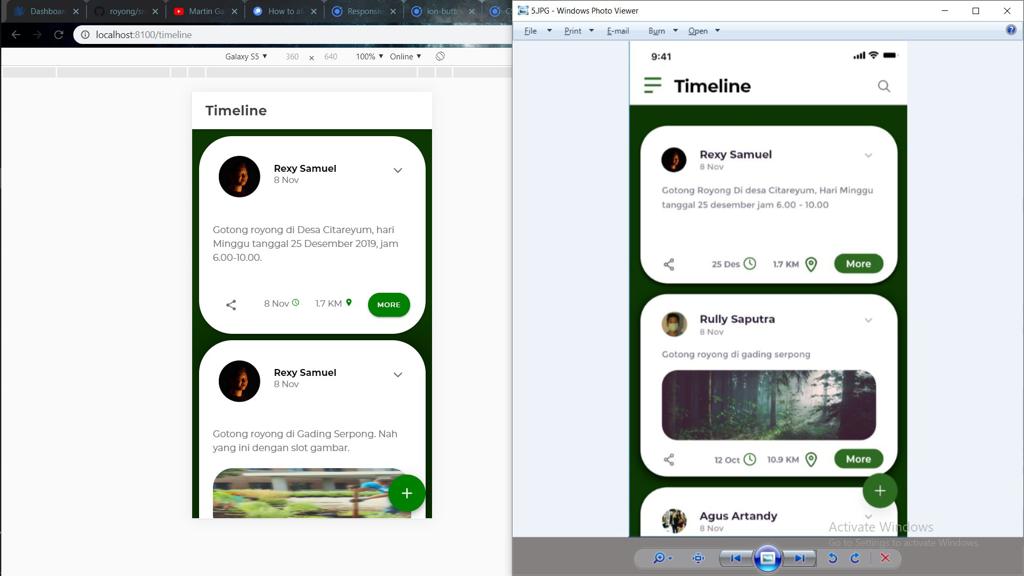 Dashboar
royong/sr
Martin Ga
How to al
Responsiv
ion-butto
localhost:8100/timeline
Galaxy S5 ▼ 360 x 640 100% ▼ Online ▼
Timeline
Rexy Samuel
8 Nov
Gotong royong di Desa Citareyum, hari
Minggu tanggal 25 Desember 2019, jam
6.00-10.00.
8 Nov 1.7 KM MORE
Rexy Samuel
8 Nov
Gotong royong di Gading Serpong. Nah
yang ini dengan slot gambar.
+
5.JPG - Windows Photo Viewer
File Print E-mail Burn Open
9:41
Timeline
Rexy Samuel
8 Nov
Gotong Royong Di desa Citareyum, Hari Minggu
tanggal 25 desember jam 6.00 - 10.00
25 Des 1.7 KM More
Rully Saputra
8 Nov
Gotong royong di gading serpong
12 Oct 10.9 KM More
+
Agus Artandy
8 Nov
Activate Windows
Go to Settings to activate Windows.